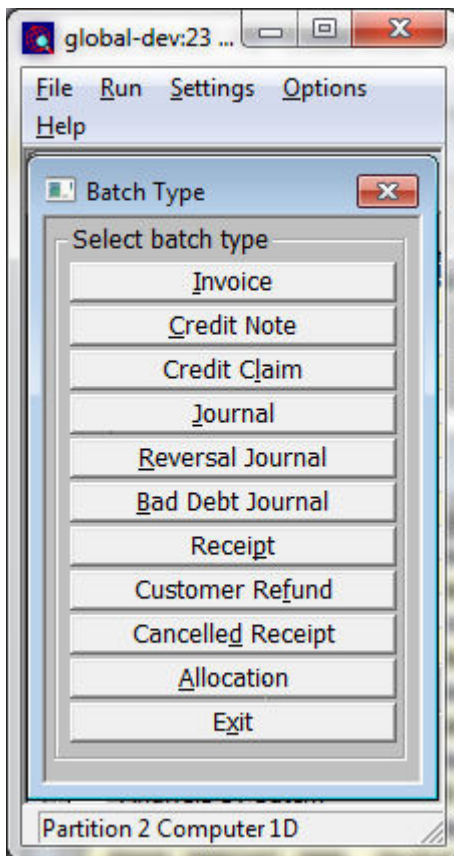 global-dev:23 ...
File Run Settings Options
Help
Batch Type
Select batch type
Invoice
Credit Note
Credit Claim
Journal
Reversal Journal
Bad Debt Journal
Receipt
Customer Refund
Cancelled Receipt
Allocation
Exit
Partition 2 Computer 1D